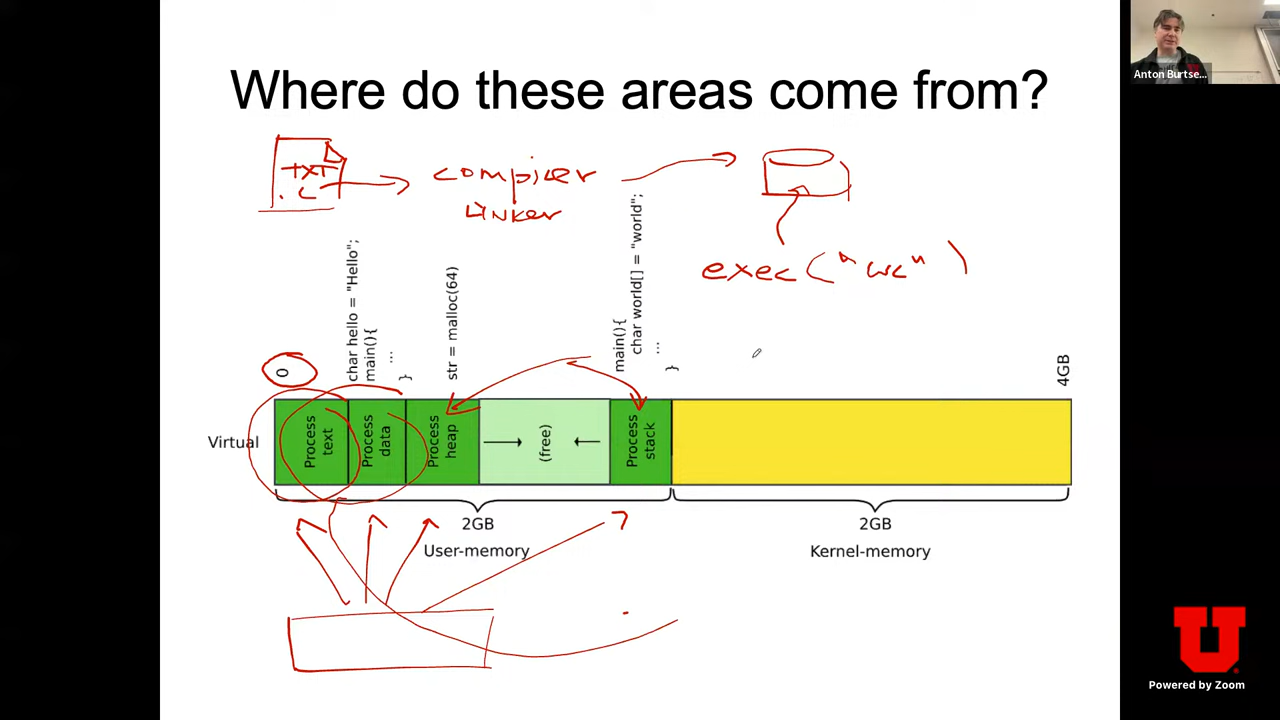 Where do these areas come from?
Anton Burtse...
TXT
.C
compiler
linker
exec("wc")
char hello = "Hello";
main(){
...
}
str = malloc(64)
main(){
char world[] = "world";
...
}
0
4GB
Virtual
Process
text
Process
data
Process
heap
(free)
Process
stack
2GB
User-memory
2GB
Kernel-memory
U
Powered by Zoom